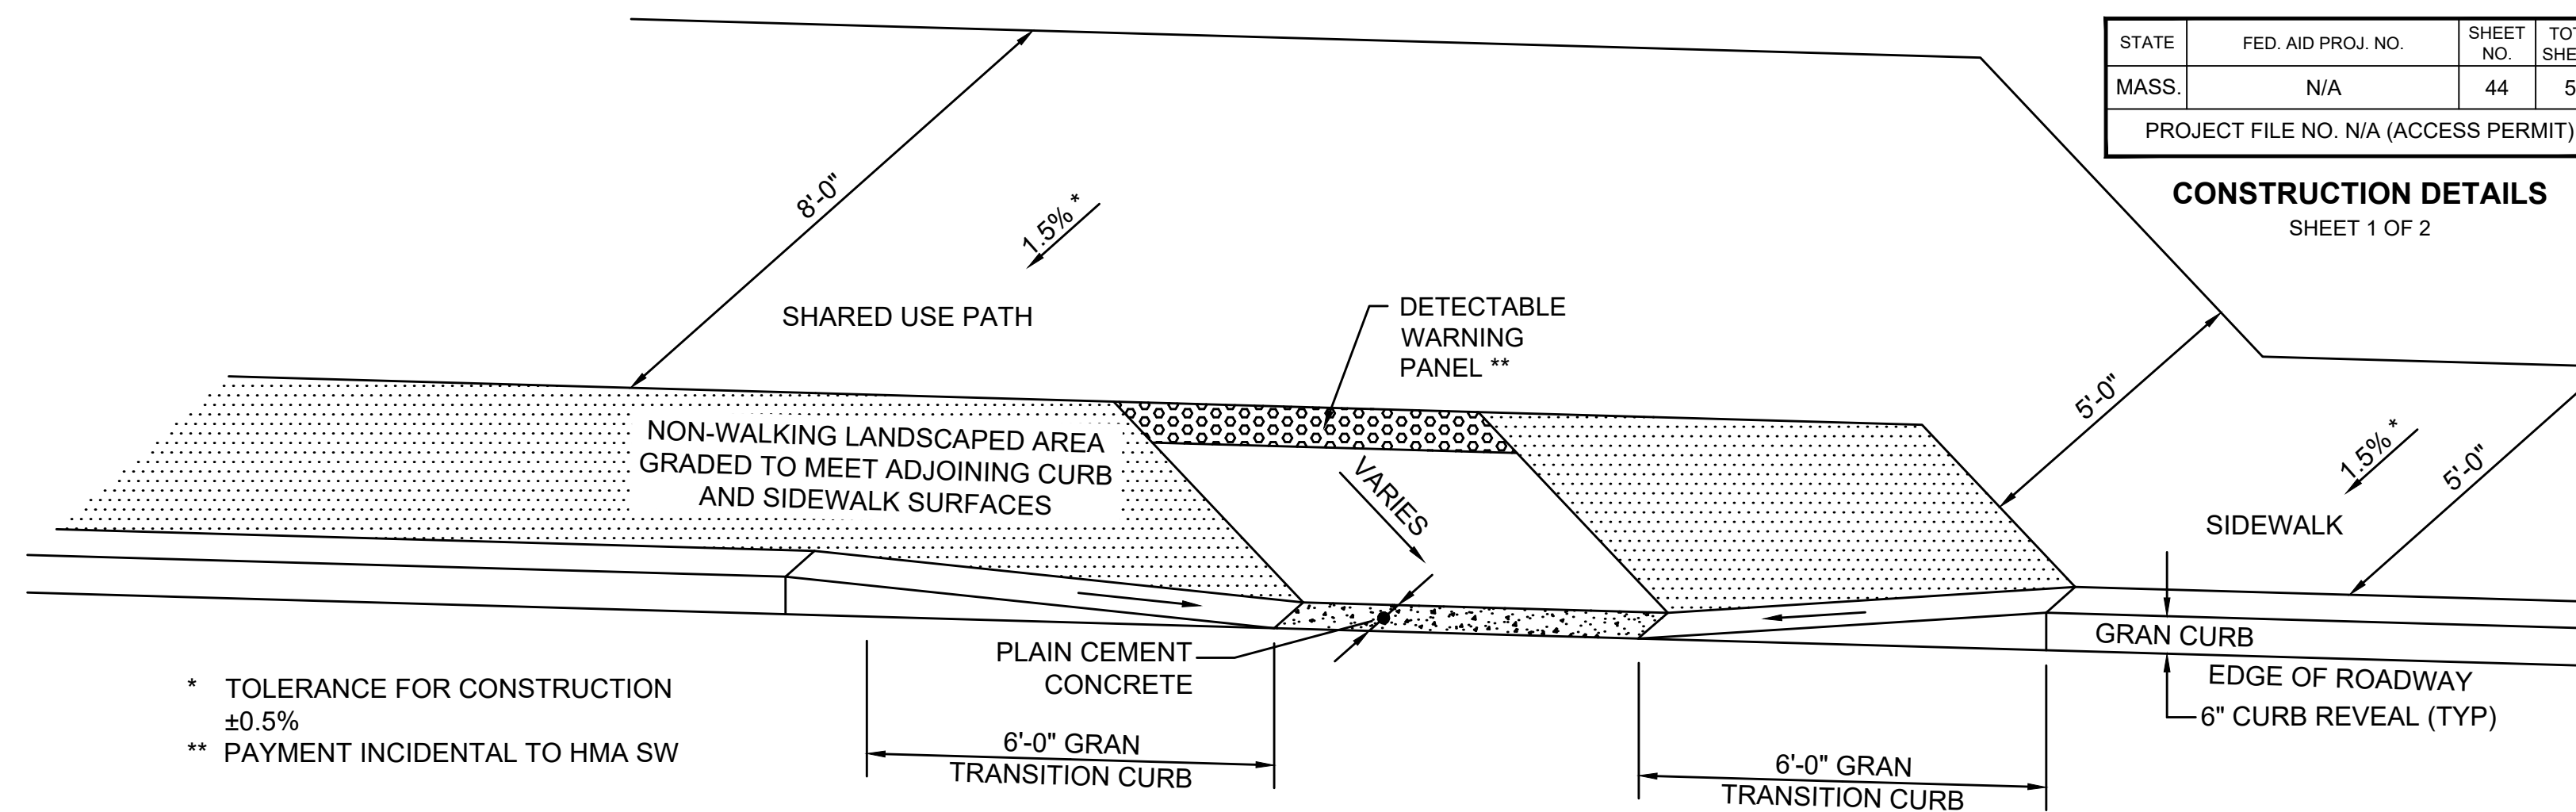 STATE
FED. AID PROJ. NO.
SHEET
NO.
MASS.
N/A
44
PROJECT FILE NO. N/A (ACCESS PERMIT)
CONSTRUCTION DETAILS
SHEET 1 OF 2
8'-0"
1.5% *
SHARED USE PATH
DETECTABLE
WARNING
PANEL **
NON-WALKING LANDSCAPED AREA
GRADED TO MEET ADJOINING CURB
AND SIDEWALK SURFACES
VARIES
5'-0"
1.5% *
5'-0"
SIDEWALK
GRAN CURB
EDGE OF ROADWAY
6" CURB REVEAL (TYP)
PLAIN CEMENT
CONCRETE
* TOLERANCE FOR CONSTRUCTION
±0.5%
** PAYMENT INCIDENTAL TO HMA SW
6'-0" GRAN
TRANSITION CURB
6'-0" GRAN
TRANSITION CURB